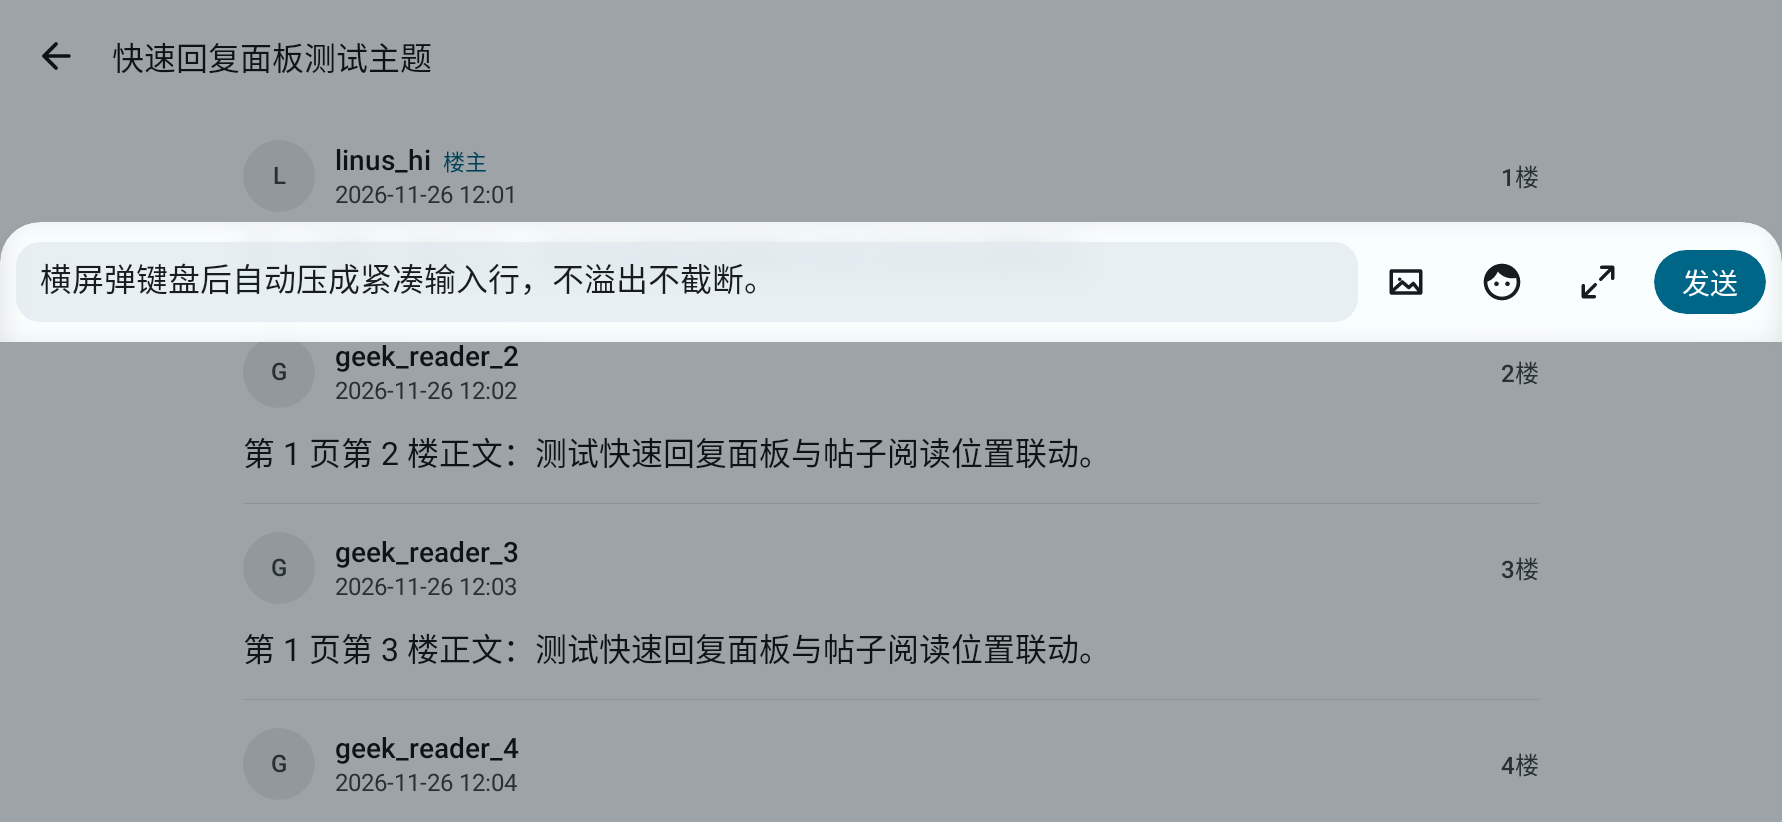 快速回复面板测试主题
L
linus_hi 楼主
2026-11-26 12:01
1楼
横屏弹键盘后自动压成紧凑输入行，不溢出不截断。
发送
G
geek_reader_2
2026-11-26 12:02
2楼
第 1 页第 2 楼正文：测试快速回复面板与帖子阅读位置联动。
G
geek_reader_3
2026-11-26 12:03
3楼
第 1 页第 3 楼正文：测试快速回复面板与帖子阅读位置联动。
G
geek_reader_4
2026-11-26 12:04
4楼